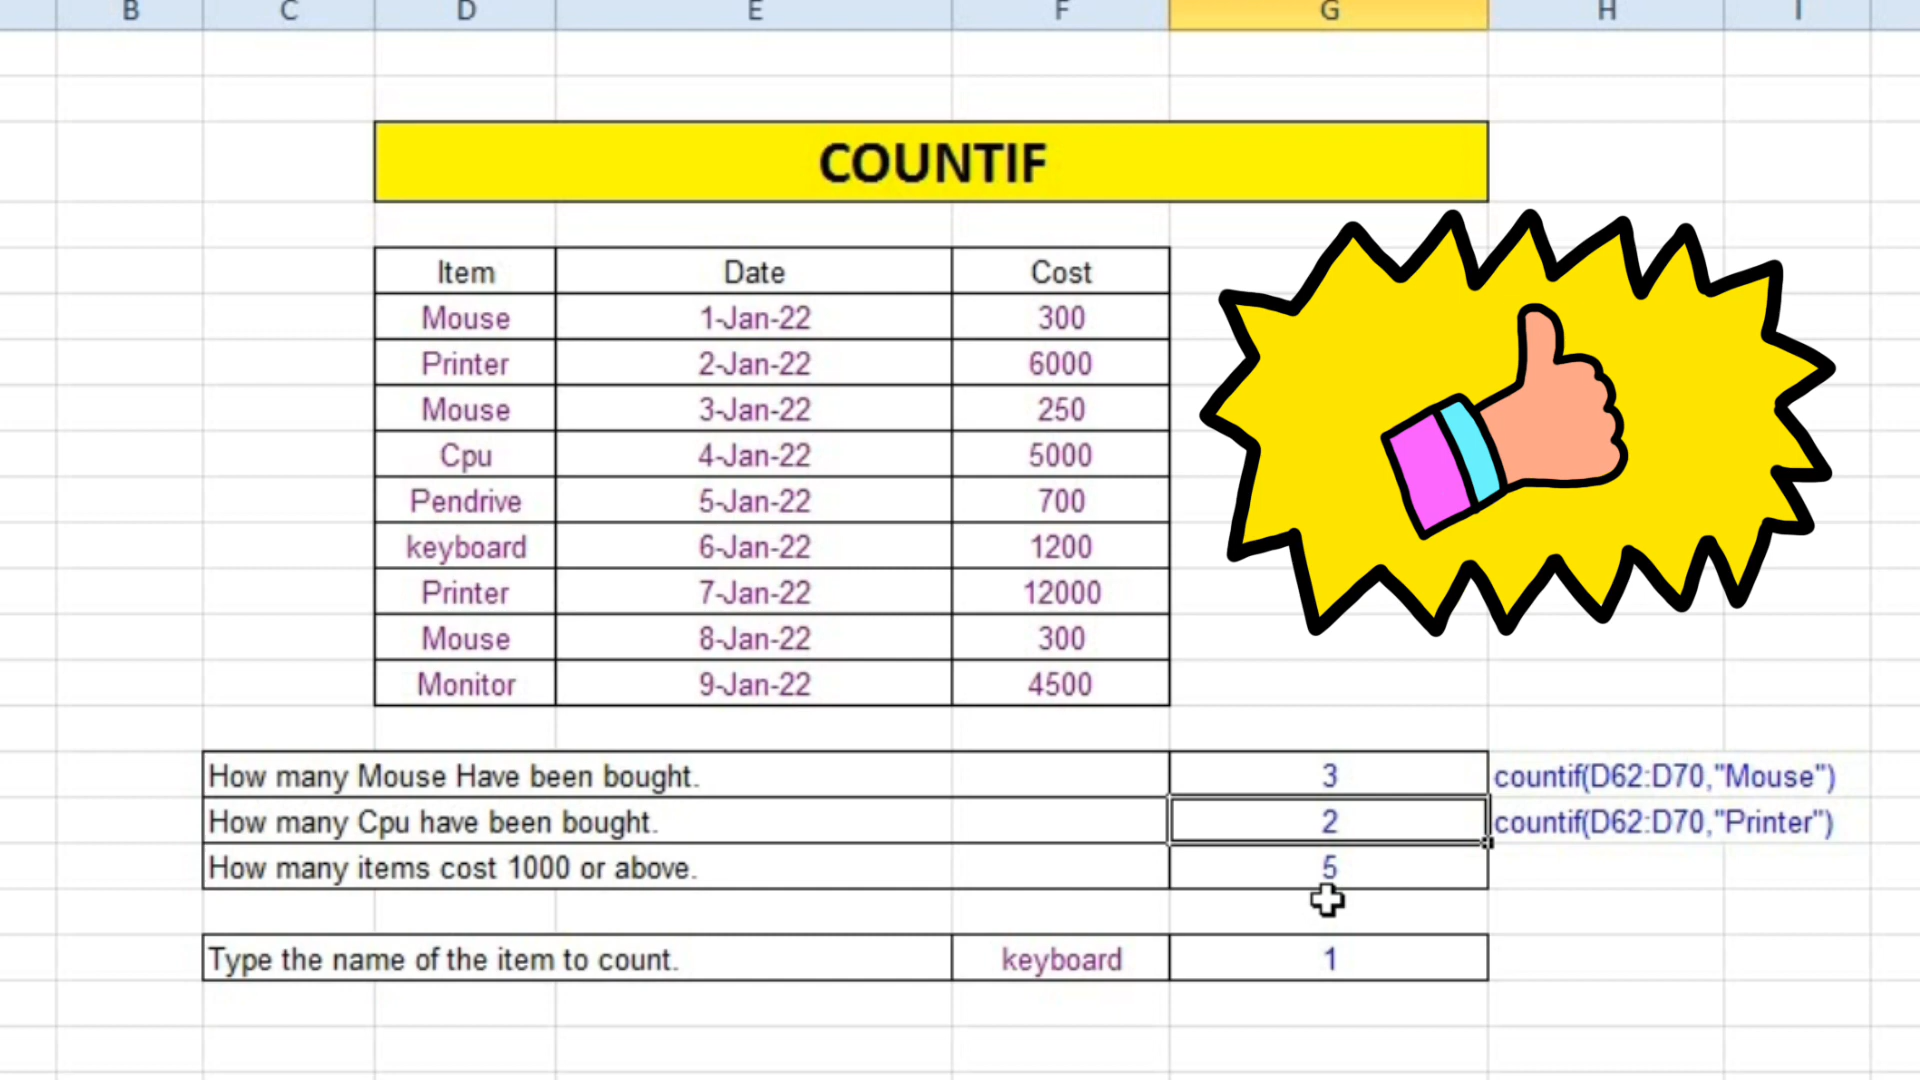 B C D E F G H I
COUNTIF
Item Date Cost
Mouse 1-Jan-22 300
Printer 2-Jan-22 6000
Mouse 3-Jan-22 250
Cpu 4-Jan-22 5000
Pendrive 5-Jan-22 700
keyboard 6-Jan-22 1200
Printer 7-Jan-22 12000
Mouse 8-Jan-22 300
Monitor 9-Jan-22 4500
How many Mouse Have been bought. 3 countif(D62:D70,"Mouse")
How many Cpu have been bought. 2 countif(D62:D70,"Printer")
How many items cost 1000 or above. 5
Type the name of the item to count. keyboard 1